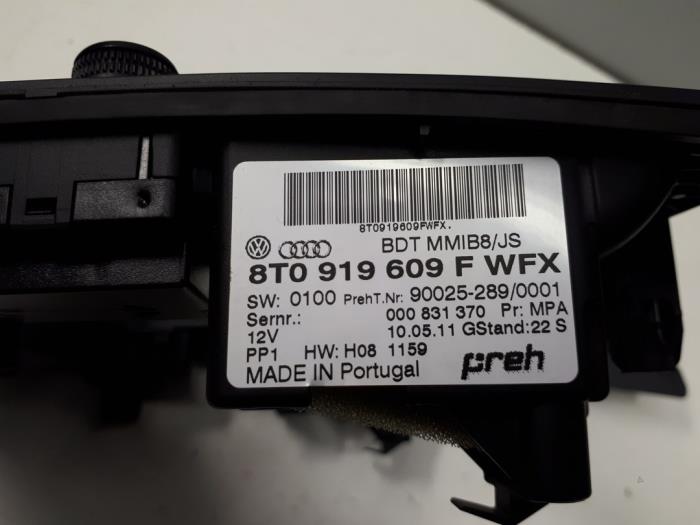 8T0919609FWFX.
BDT MMIB8/JS
8T0 919 609 F WFX
SW: 0100 PrehT.Nr: 90025-289/0001
Sernr.: 000 831 370 Pr: MPA
12V 10.05.11 GStand: 22 S
PP1 HW: H08 1159
MADE IN Portugal preh